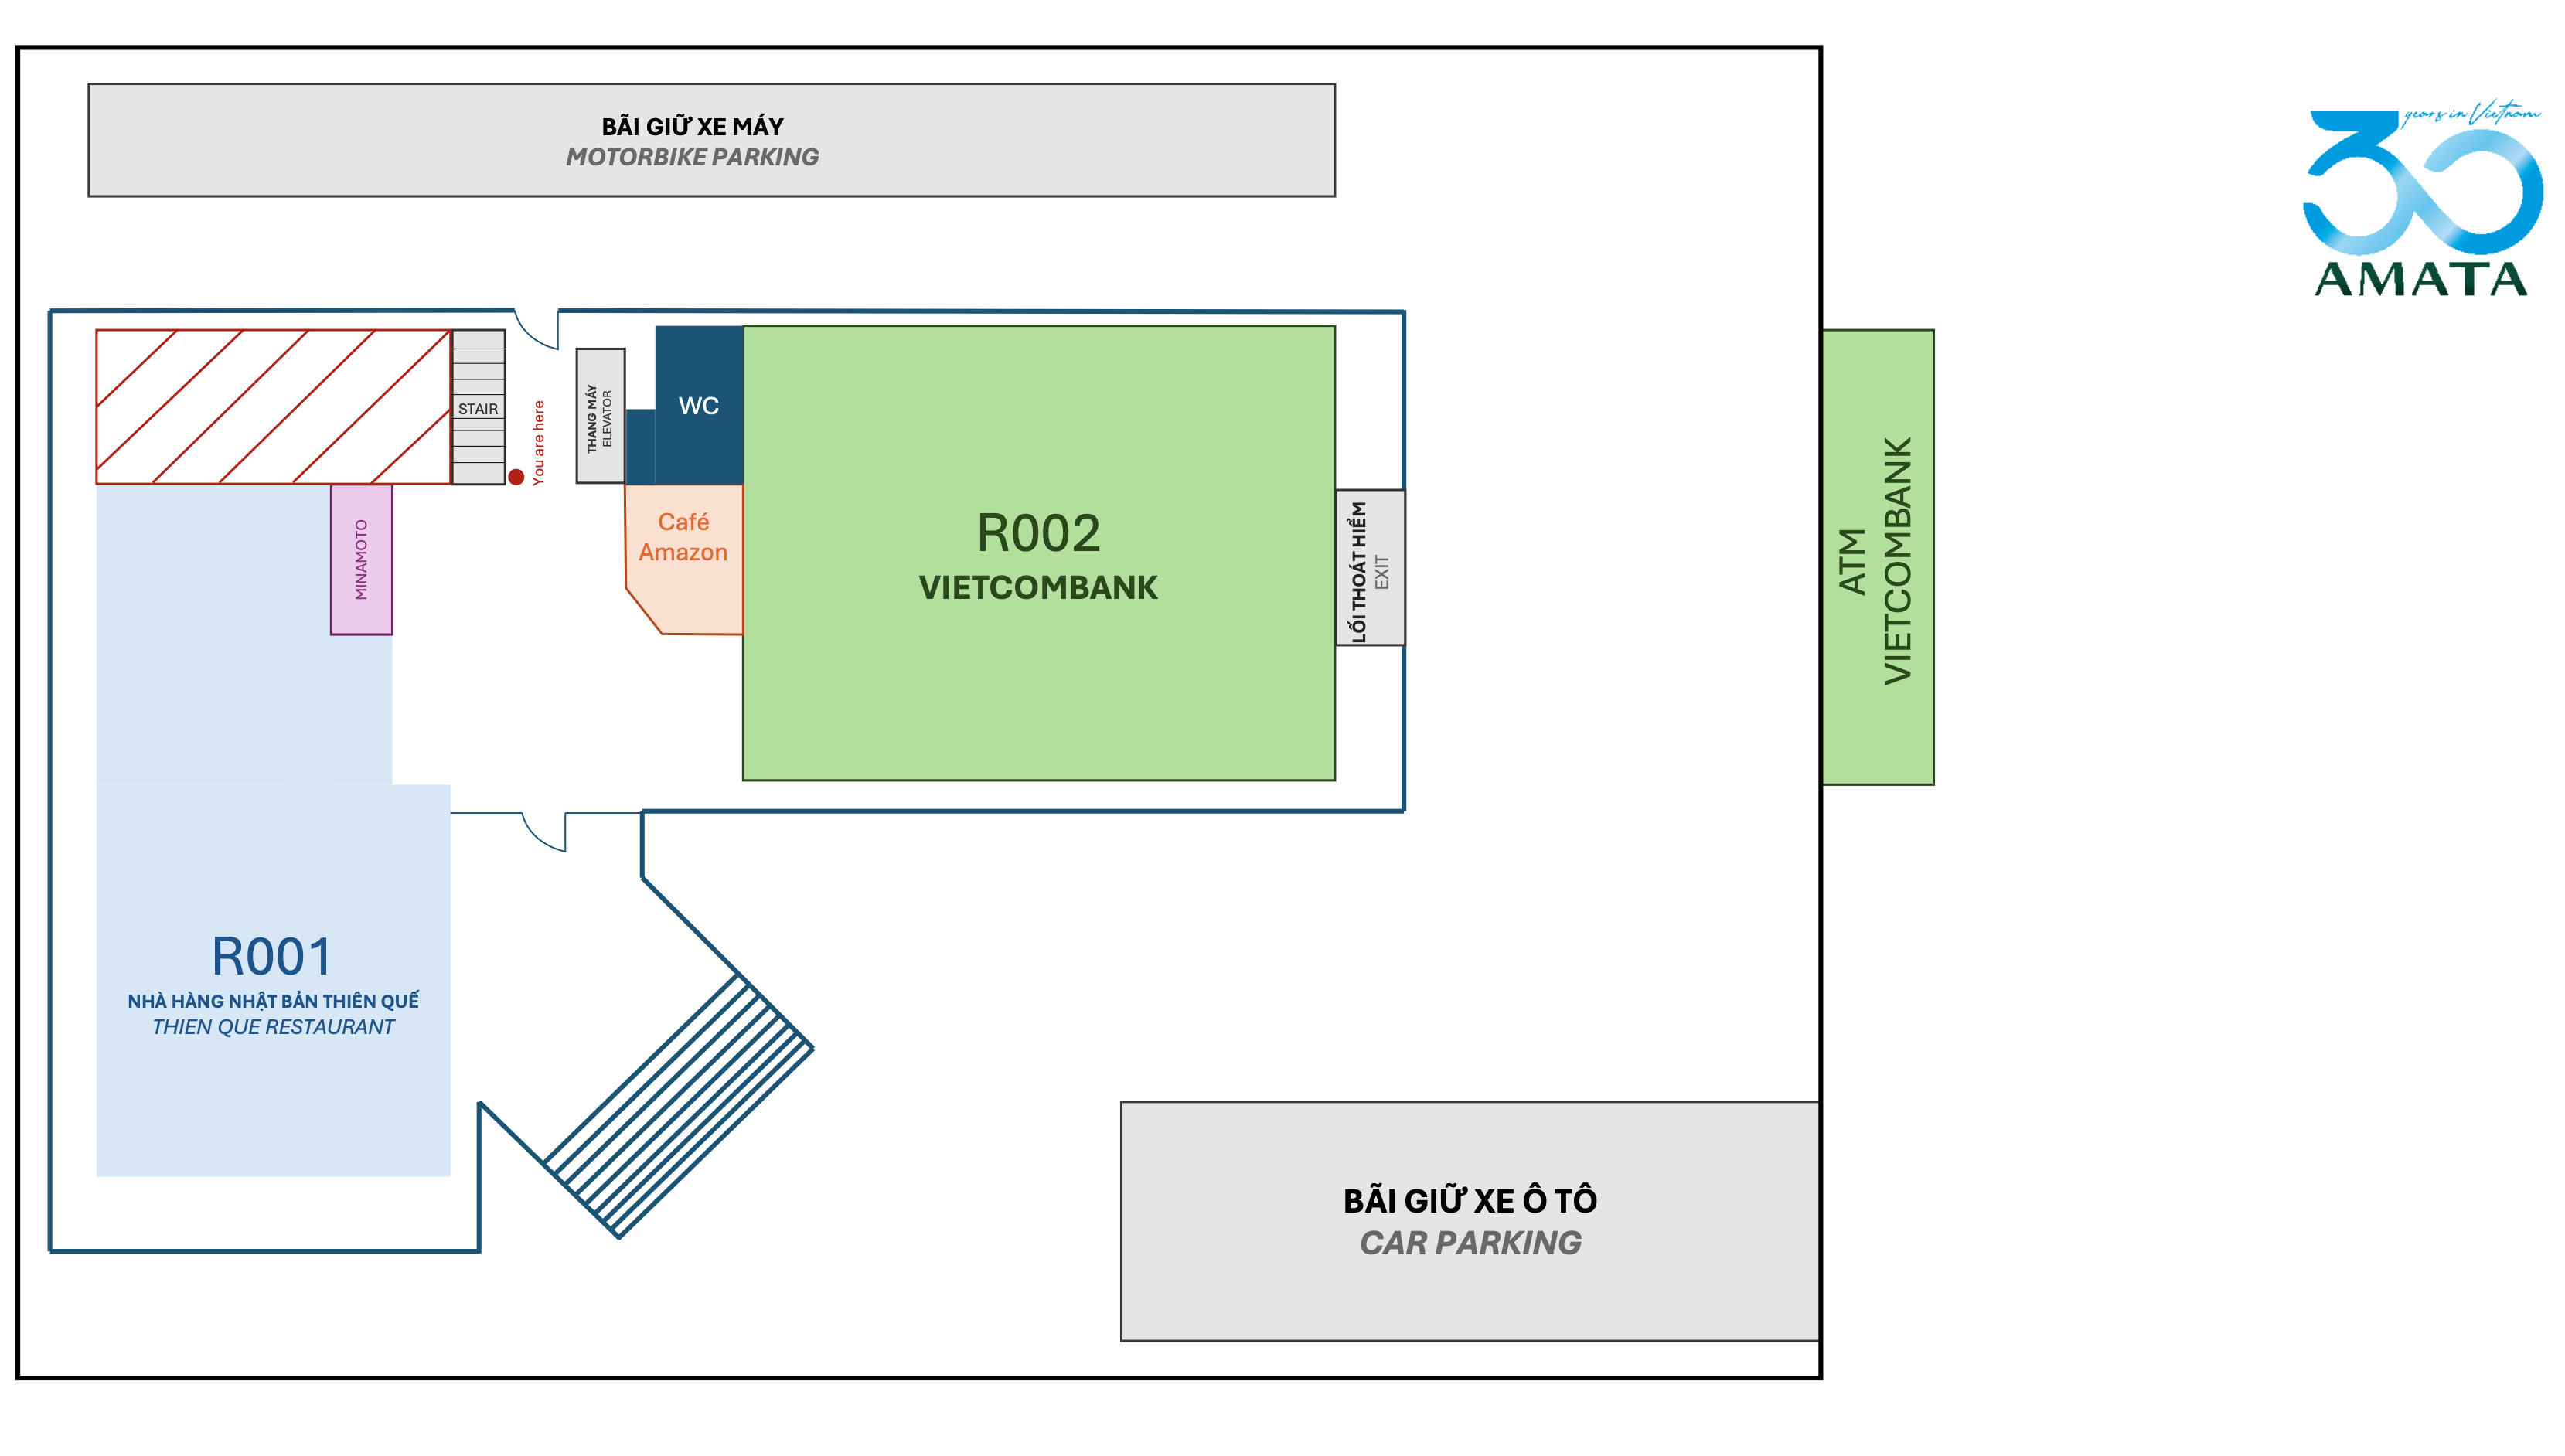 BÃI GIỮ XE MÁY
MOTORBIKE PARKING
30
years in Vietnam
AMATA
STAIR
You are here
THANG MÁY
ELEVATOR
WC
MINAMOTO
Café
Amazon
R002
VIETCOMBANK
LỐI THOÁT HIỂM
EXIT
ATM
VIETCOMBANK
R001
NHÀ HÀNG NHẬT BẢN THIÊN QUẾ
THIEN QUE RESTAURANT
BÃI GIỮ XE Ô TÔ
CAR PARKING